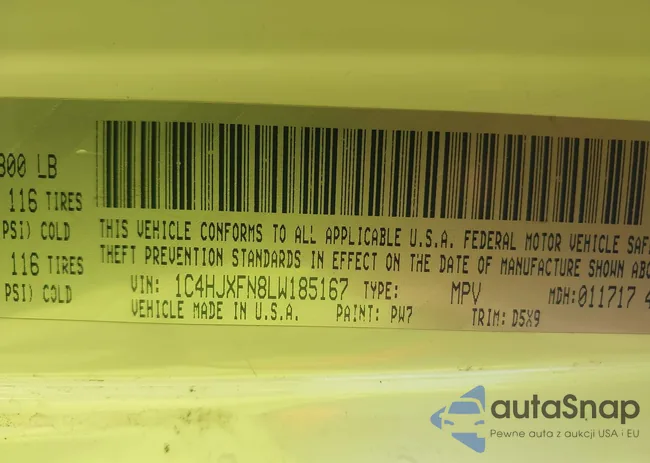 800 LB
116 TIRES
PSI) COLD
116 TIRES
PSI) COLD
THIS VEHICLE CONFORMS TO ALL APPLICABLE U.S.A. FEDERAL MOTOR VEHICLE SAF
THEFT PREVENTION STANDARDS IN EFFECT ON THE DATE OF MANUFACTURE SHOWN ABO
VIN: 1C4HJXFN8LW185167 TYPE: MPV MDH:011717 4
VEHICLE MADE IN U.S.A. PAINT: PW7 TRIM: D5X9
autaSnap
Pewne auta z aukcji USA i EU